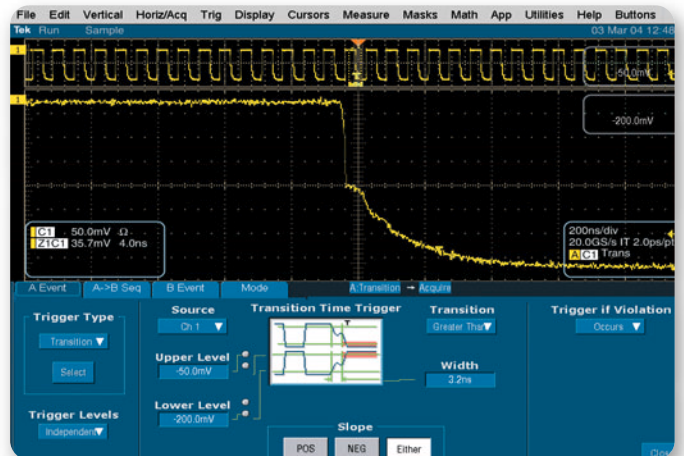 File Edit Vertical Horiz/Acq Trig Display Cursors Measure Masks Math App Utilities Help Buttons
Tek Run Sample 03 Mar 04 12:48
1
-50.0mV
1
-200.0mV
C1 50.0mV Ω
Z1C1 35.7mV 4.0ns
200ns/div
20.0GS/s IT 2.0ps/pt
A C1 Trans
A Event A->B Seq B Event Mode A:Transition → Acquire
Trigger Type
Transition
Select
Trigger Levels
Independent
Source
Ch 1
Upper Level
-50.0mV
Lower Level
-200.0mV
Transition Time Trigger
T
Slope
POS NEG Either
Transition
Greater Than
Width
3.2ns
Trigger if Violation
Occurs
Close